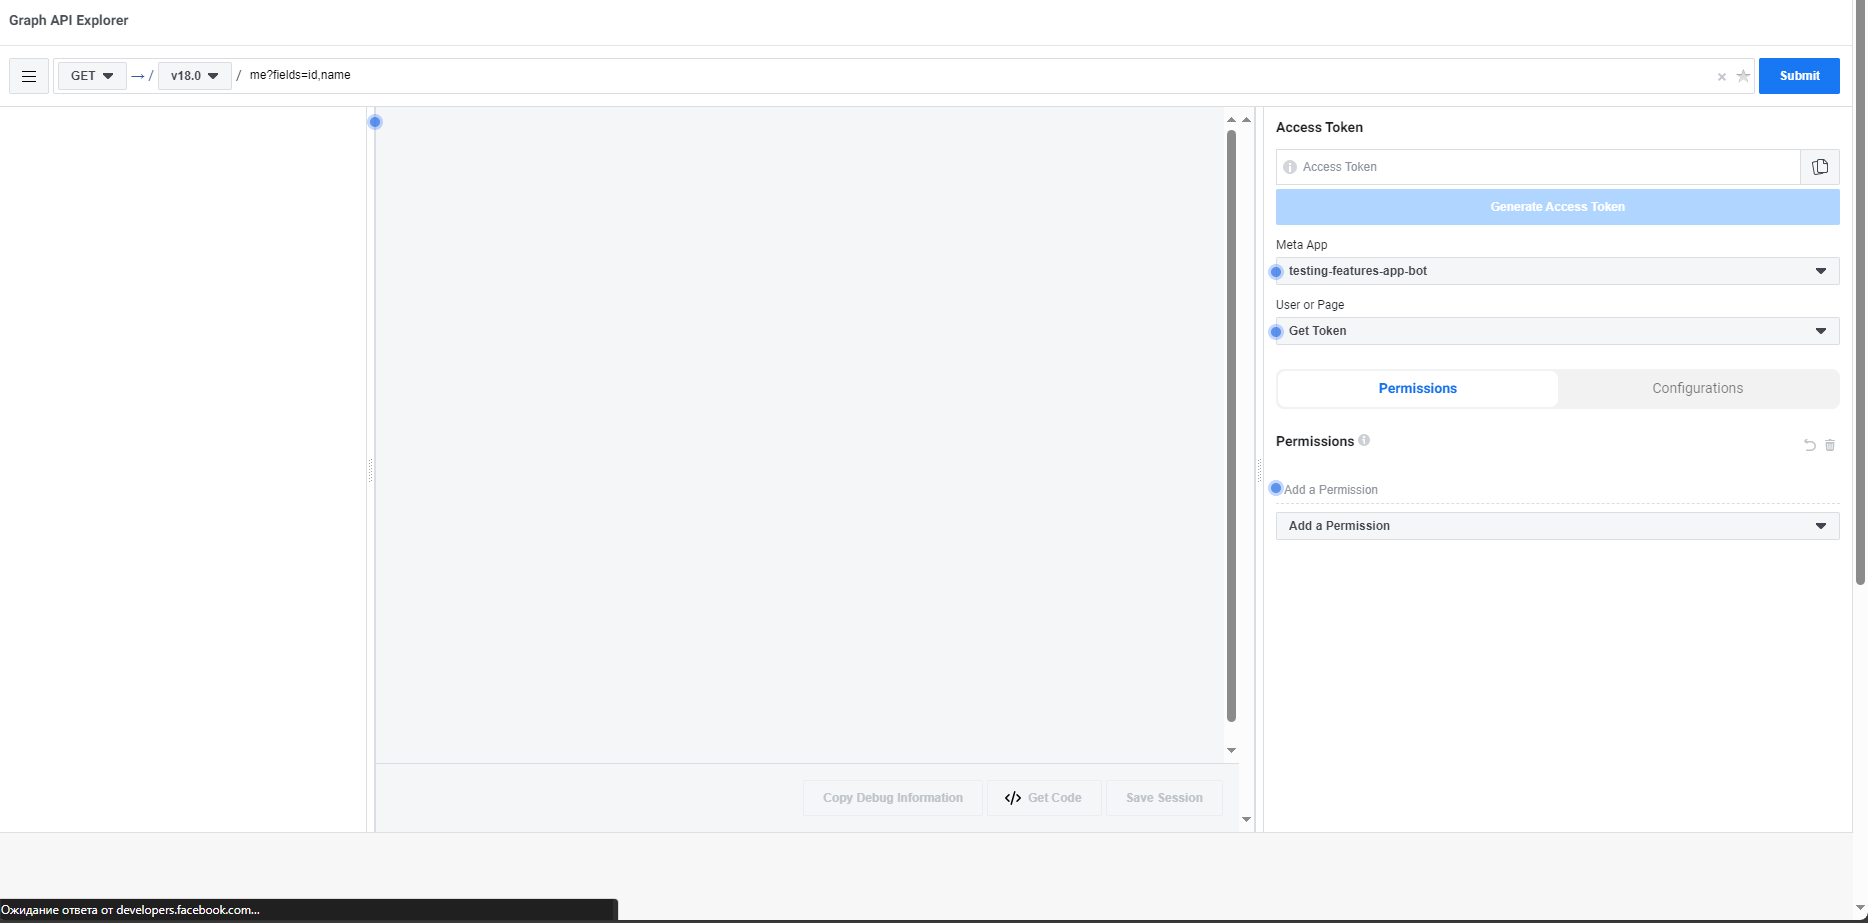 Graph API Explorer
GET → / v18.0 / me?fields=id,name × Submit
Access Token
Access Token
Generate Access Token
Meta App
testing-features-app-bot
User or Page
Get Token
Permissions Configurations
Permissions
Add a Permission
Add a Permission
Copy Debug Information </> Get Code Save Session
Ожидание ответа от developers.facebook.com...